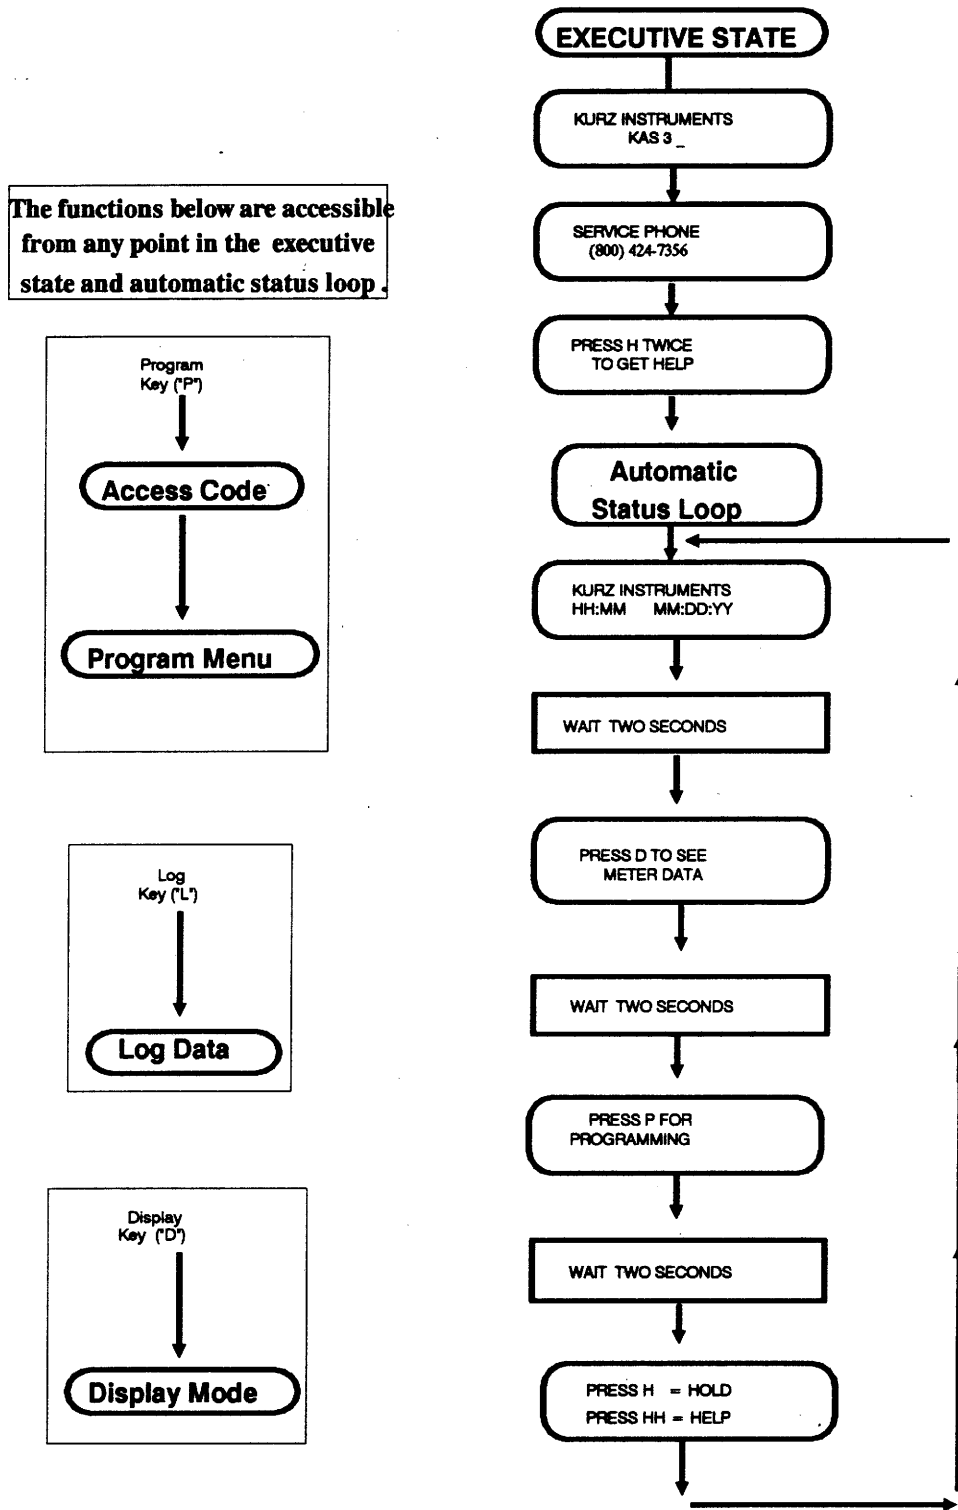 EXECUTIVE STATE
KURZ INSTRUMENTS
KAS 3 _
SERVICE PHONE
(800) 424-7356
PRESS H TWICE
TO GET HELP
Automatic
Status Loop
KURZ INSTRUMENTS
HH:MM MM:DD:YY
WAIT TWO SECONDS
PRESS D TO SEE
METER DATA
WAIT TWO SECONDS
PRESS P FOR
PROGRAMMING
WAIT TWO SECONDS
PRESS H = HOLD
PRESS HH = HELP
The functions below are accessible
from any point in the executive
state and automatic status loop .
Program
Key ("P")
Access Code
Program Menu
Log
Key ("L")
Log Data
Display
Key ("D")
Display Mode